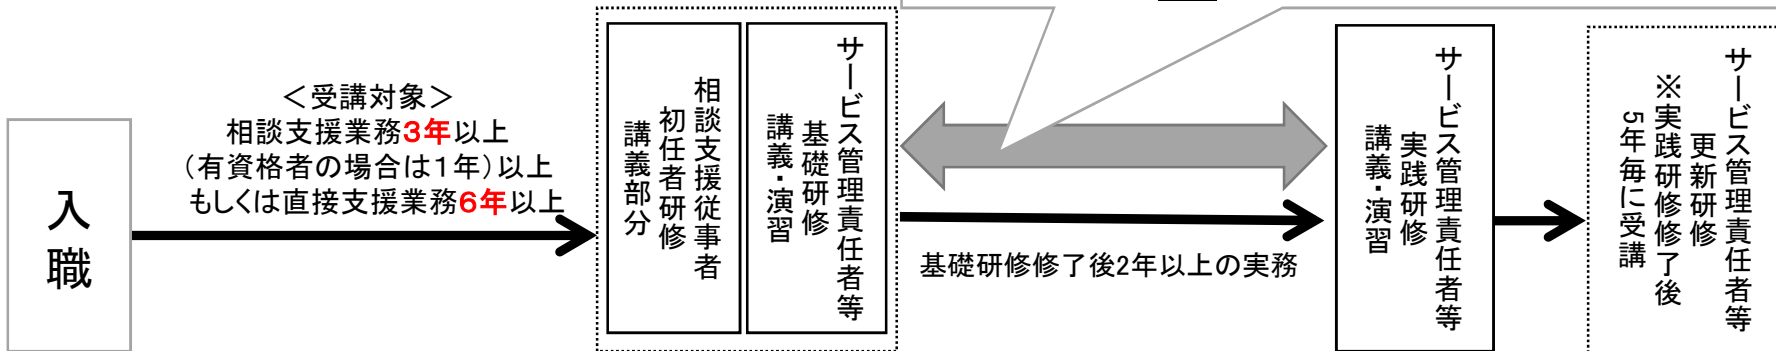 入
職
＜受講対象＞
相談支援業務３年以上
（有資格者の場合は１年）以上
もしくは直接支援業務６年以上
相談支援従事者
初任者研修
講義部分
サービス管理責任者等
基礎研修
講義・演習
基礎研修修了後2年以上の実務
サービス管理責任者等
実践研修
講義・演習
サービス管理責任者等
更新研修
※実践研修修了後
5年毎に受講